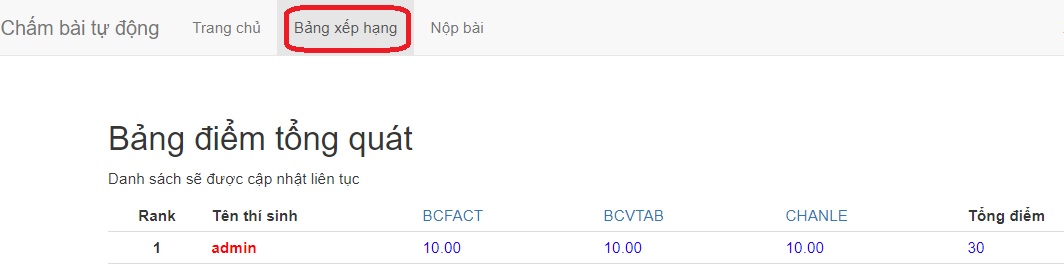 Chấm bài tự động Trang chủ Bảng xếp hạng Nộp bài
Bảng điểm tổng quát
Danh sách sẽ được cập nhật liên tục
Rank Tên thí sinh BCFACT BCVTAB CHANLE Tổng điểm
1 admin 10.00 10.00 10.00 30